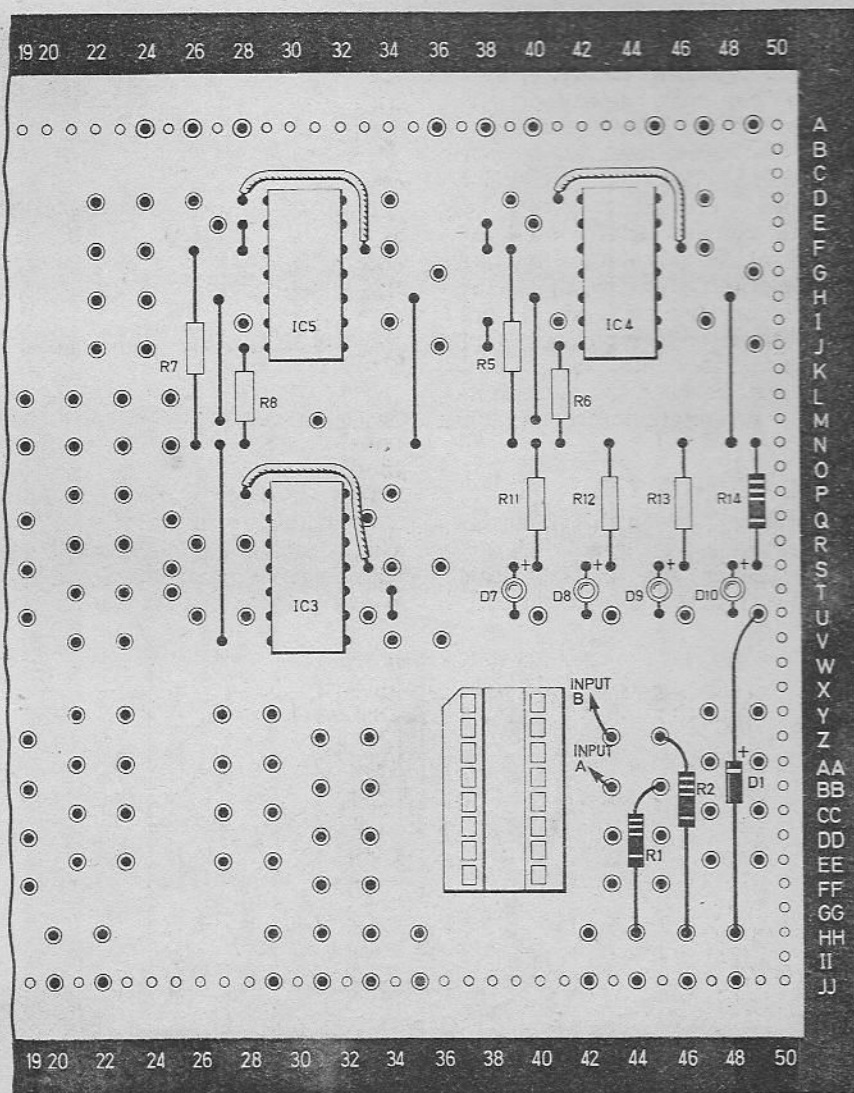 19 20 22 24 26 28 30 32 34 36 38 40 42 44 46 48 50
A
B
C
D
E
F
G
H
I
IC5
IC4
J
R7
R5
K
R8
R6
L
M
N
O
P
R11
R12
R13
R14
Q
R
S
+ + + +
T
D7
D8
D9
D10
IC3
U
V
W
X
INPUT
B
Y
Z
INPUT
A
+
AA
R2
D1
BB
CC
DD
R1
EE
FF
GG
HH
II
JJ
19 20 22 24 26 28 30 32 34 36 38 40 42 44 46 48 50